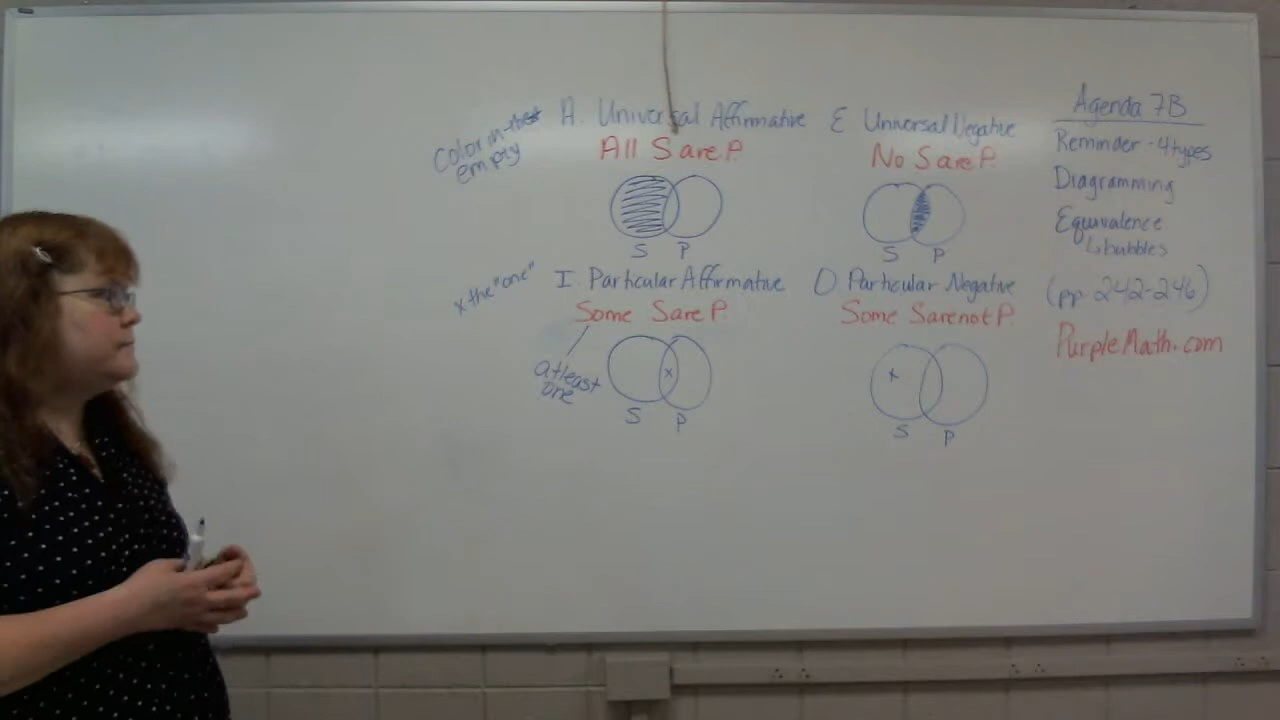 Color in the
empty
A. Universal Affirmative
All S are P.
S P
E Universal Negative
No S are P.
S P
x the "one"
I. Particular Affirmative
Some S are P.
at least
one
x
S P
O Particular Negative
Some S are not P.
x
S P
Agenda 7B
Reminder - 4 types
Diagramming
Equivalence
↳ bubbles
(pp 242-246)
PurpleMath.com